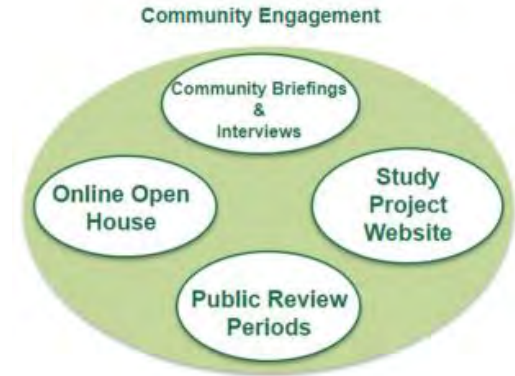 Community Engagement
Community Briefings
&
Interviews
Online Open
House
Study
Project
Website
Public Review
Periods